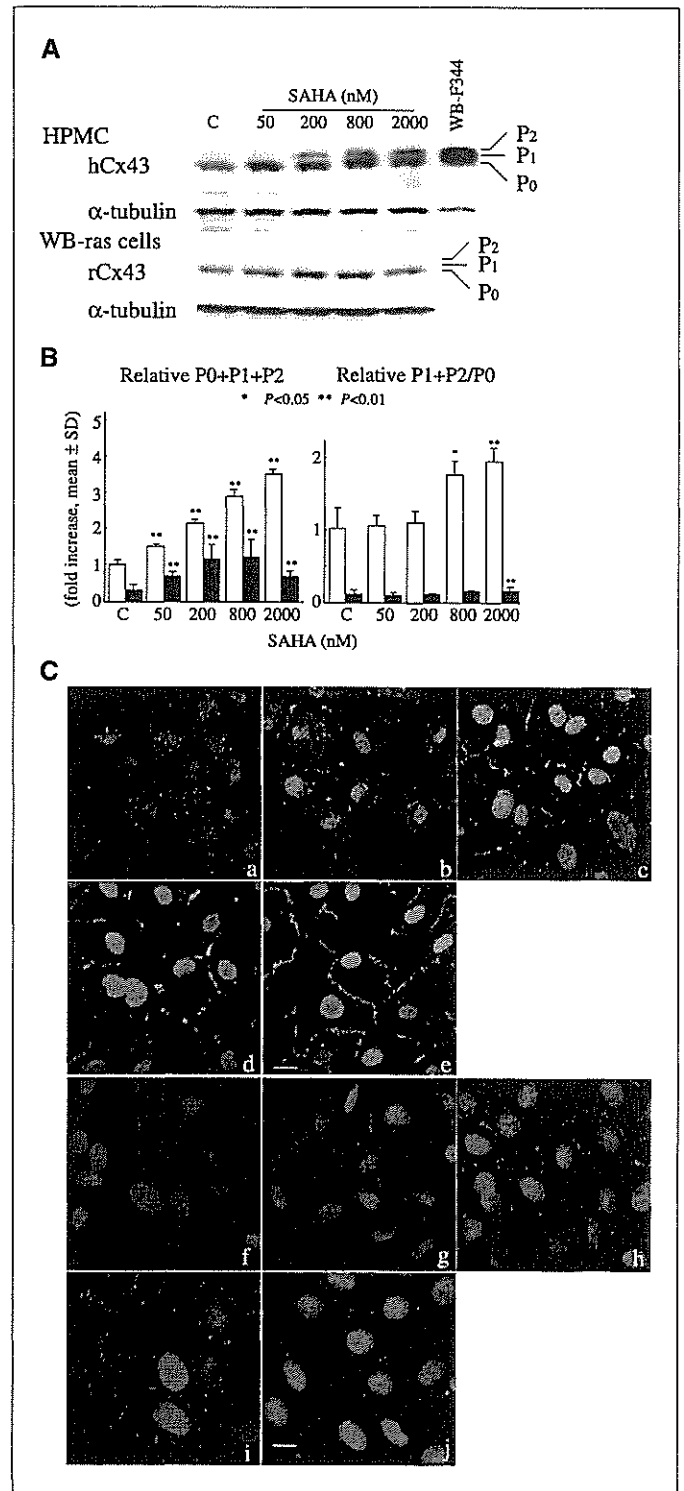 A
SAHA (nM)
C 50 200 800 2000 WB-F344
HPMC P2
hCx43 P1
P0
α-tubulin
WB-ras cells P2
rCx43 P1
P0
α-tubulin
B
Relative P0+P1+P2 Relative P1+P2/P0
* P<0.05 ** P<0.01
(fold increase, mean ± SD)
5
4
3
2
1
0
** ** ** ** ** ** ** **
C 50 200 800 2000
2
1
0
- ** **
C 50 200 800 2000
SAHA (nM)
C
a b c
d e
f g h
i j